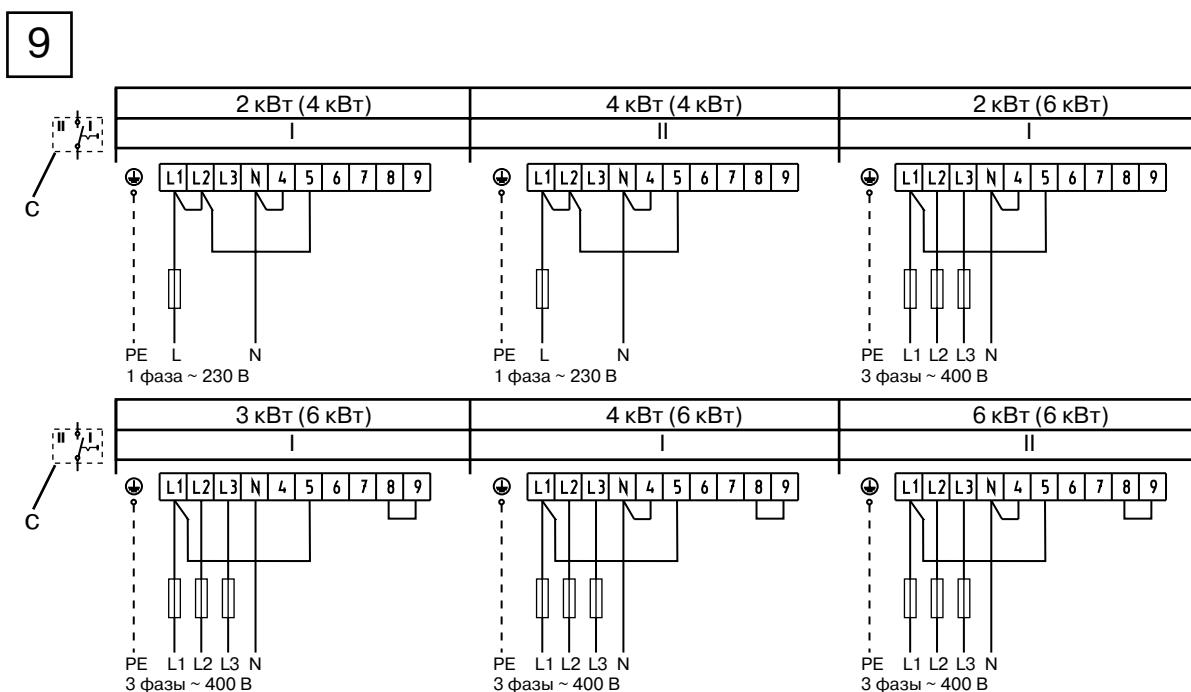 9
2 кВт (4 кВт) 4 кВт (4 кВт) 2 кВт (6 кВт)
II I I II I
C
L1 L2 L3 N 4 5 6 7 8 9 L1 L2 L3 N 4 5 6 7 8 9 L1 L2 L3 N 4 5 6 7 8 9
PE L N PE L N PE L1 L2 L3 N
1 фаза ~ 230 В 1 фаза ~ 230 В 3 фазы ~ 400 В
3 кВт (6 кВт) 4 кВт (6 кВт) 6 кВт (6 кВт)
II I I I II
C
L1 L2 L3 N 4 5 6 7 8 9 L1 L2 L3 N 4 5 6 7 8 9 L1 L2 L3 N 4 5 6 7 8 9
PE L1 L2 L3 N PE L1 L2 L3 N PE L1 L2 L3 N
3 фазы ~ 400 В 3 фазы ~ 400 В 3 фазы ~ 400 В